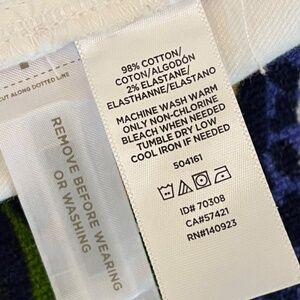 CUT ALONG DOTTED LINE
REMOVE BEFORE WEARING
OR WASHING
98% COTTON/
COTON/ALGODÓN
2% ELASTANE/
ELASTHANNE/ELASTANO
MACHINE WASH WARM
ONLY NON-CHLORINE
BLEACH WHEN NEEDED
TUMBLE DRY LOW
COOL IRON IF NEEDED
504161
ID# 70308
CA#57421
RN#140923